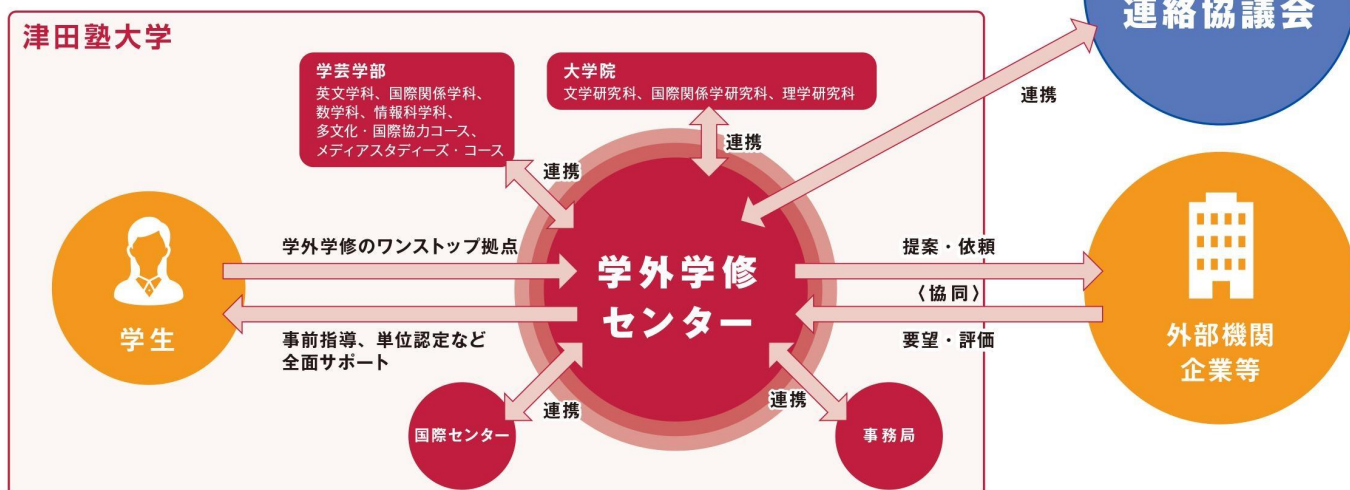 連絡協議会
津田塾大学
学芸学部
英文学科、国際関係学科、
数学科、情報科学科、
多文化・国際協力コース、
メディアスタディーズ・コース
大学院
文学研究科、国際関係学研究科、理学研究科
連携
連携
連携
学外学修のワンストップ拠点
提案・依頼
学外学修
センター
〈協同〉
学生
事前指導、単位認定など
全面サポート
要望・評価
外部機関
企業等
連携
連携
国際センター
事務局